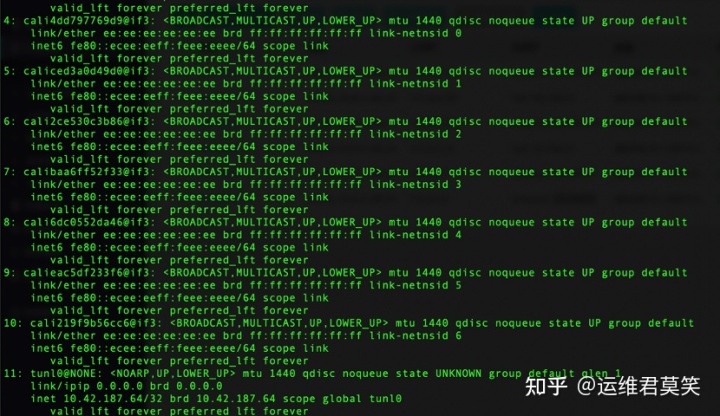 valid_lft forever preferred_lft forever
4: cali4dd797769d9@if3: <BROADCAST,MULTICAST,UP,LOWER_UP> mtu 1440 qdisc noqueue state UP group default
link/ether ee:ee:ee:ee:ee:ee brd ff:ff:ff:ff:ff:ff link-netnsid 0
inet6 fe80::ecee:eeff:feee:eeee/64 scope link
valid_lft forever preferred_lft forever
5: caliced3a0d49d0@if3: <BROADCAST,MULTICAST,UP,LOWER_UP> mtu 1440 qdisc noqueue state UP group default
link/ether ee:ee:ee:ee:ee:ee brd ff:ff:ff:ff:ff:ff link-netnsid 1
inet6 fe80::ecee:eeff:feee:eeee/64 scope link
valid_lft forever preferred_lft forever
6: cali2ce530c3b86@if3: <BROADCAST,MULTICAST,UP,LOWER_UP> mtu 1440 qdisc noqueue state UP group default
link/ether ee:ee:ee:ee:ee:ee brd ff:ff:ff:ff:ff:ff link-netnsid 2
inet6 fe80::ecee:eeff:feee:eeee/64 scope link
valid_lft forever preferred_lft forever
7: calibaa6ff52f33@if3: <BROADCAST,MULTICAST,UP,LOWER_UP> mtu 1440 qdisc noqueue state UP group default
link/ether ee:ee:ee:ee:ee:ee brd ff:ff:ff:ff:ff:ff link-netnsid 3
inet6 fe80::ecee:eeff:feee:eeee/64 scope link
valid_lft forever preferred_lft forever
8: cali6dc0552da46@if3: <BROADCAST,MULTICAST,UP,LOWER_UP> mtu 1440 qdisc noqueue state UP group default
link/ether ee:ee:ee:ee:ee:ee brd ff:ff:ff:ff:ff:ff link-netnsid 4
inet6 fe80::ecee:eeff:feee:eeee/64 scope link
valid_lft forever preferred_lft forever
9: calieac5df233f6@if3: <BROADCAST,MULTICAST,UP,LOWER_UP> mtu 1440 qdisc noqueue state UP group default
link/ether ee:ee:ee:ee:ee:ee brd ff:ff:ff:ff:ff:ff link-netnsid 5
inet6 fe80::ecee:eeff:feee:eeee/64 scope link
valid_lft forever preferred_lft forever
10: cali219f9b56cc6@if3: <BROADCAST,MULTICAST,UP,LOWER_UP> mtu 1440 qdisc noqueue state UP group default
link/ether ee:ee:ee:ee:ee:ee brd ff:ff:ff:ff:ff:ff link-netnsid 6
inet6 fe80::ecee:eeff:feee:eeee/64 scope link
valid_lft forever preferred_lft forever
11: tunl0@NONE: <NOARP,UP,LOWER_UP> mtu 1440 qdisc noqueue state UNKNOWN group default qlen 1
link/ipip 0.0.0.0 brd 0.0.0.0
inet 10.42.187.64/32 brd 10.42.187.64 scope global tunl0
知乎 @运维君莫笑